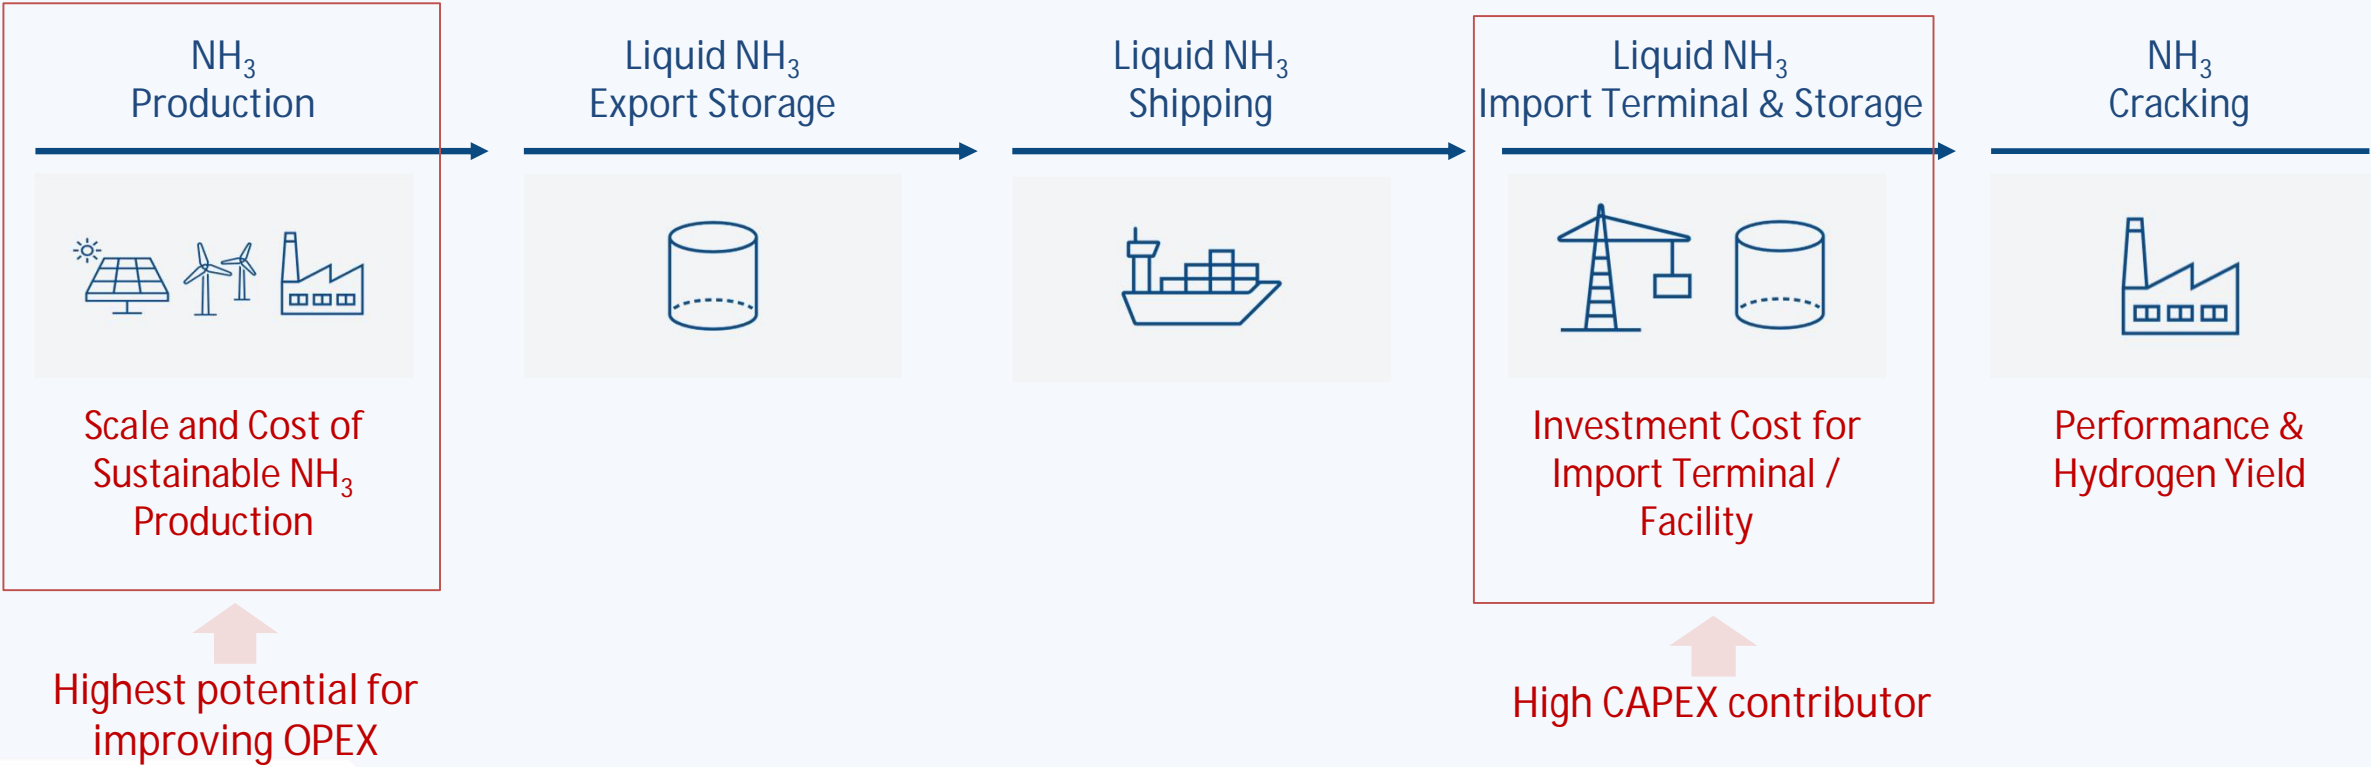 NH₃
Production
Liquid NH₃
Export Storage
Liquid NH₃
Shipping
Liquid NH₃
Import Terminal & Storage
NH₃
Cracking
Scale and Cost of
Sustainable NH₃
Production
Investment Cost for
Import Terminal /
Facility
Performance &
Hydrogen Yield
Highest potential for
improving OPEX
High CAPEX contributor